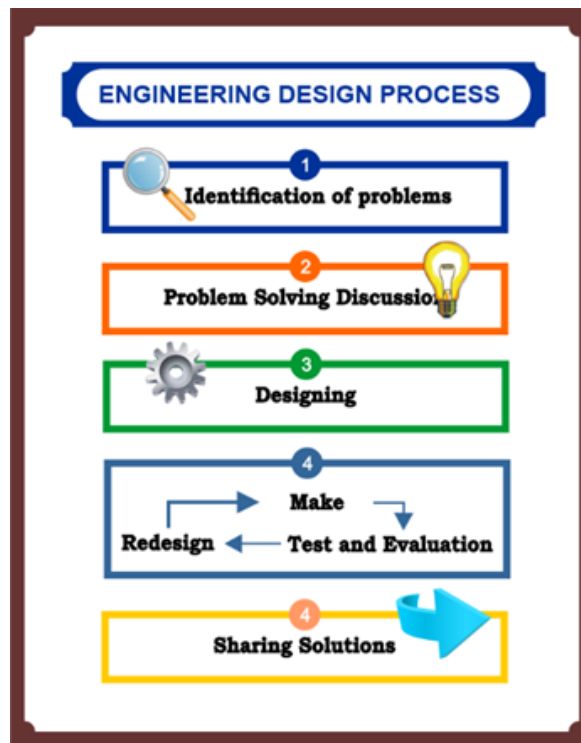 ENGINEERING DESIGN PROCESS
1
Identification of problems
2
Problem Solving Discussion
3
Designing
4
Make
Redesign Test and Evaluation
4
Sharing Solutions